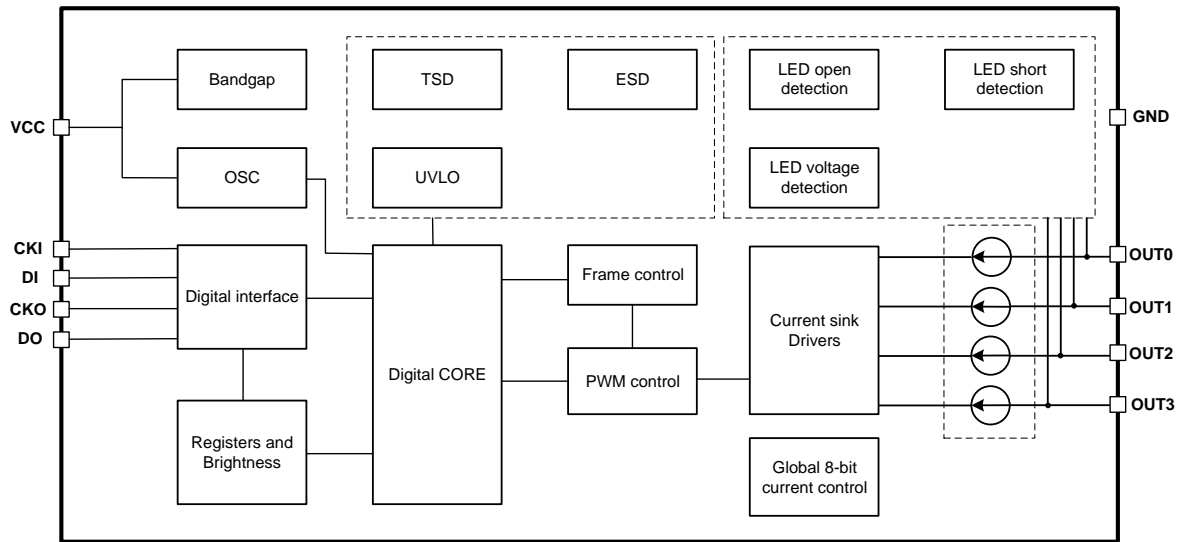 Bandgap
TSD
ESD
LED open
detection
LED short
detection
VCC
GND
OSC
UVLO
LED voltage
detection
CKI
DI
CKO
DO
Digital interface
Frame control
OUT0
OUT1
OUT2
OUT3
Current sink
Drivers
Digital CORE
PWM control
Registers and
Brightness
Global 8-bit
current control